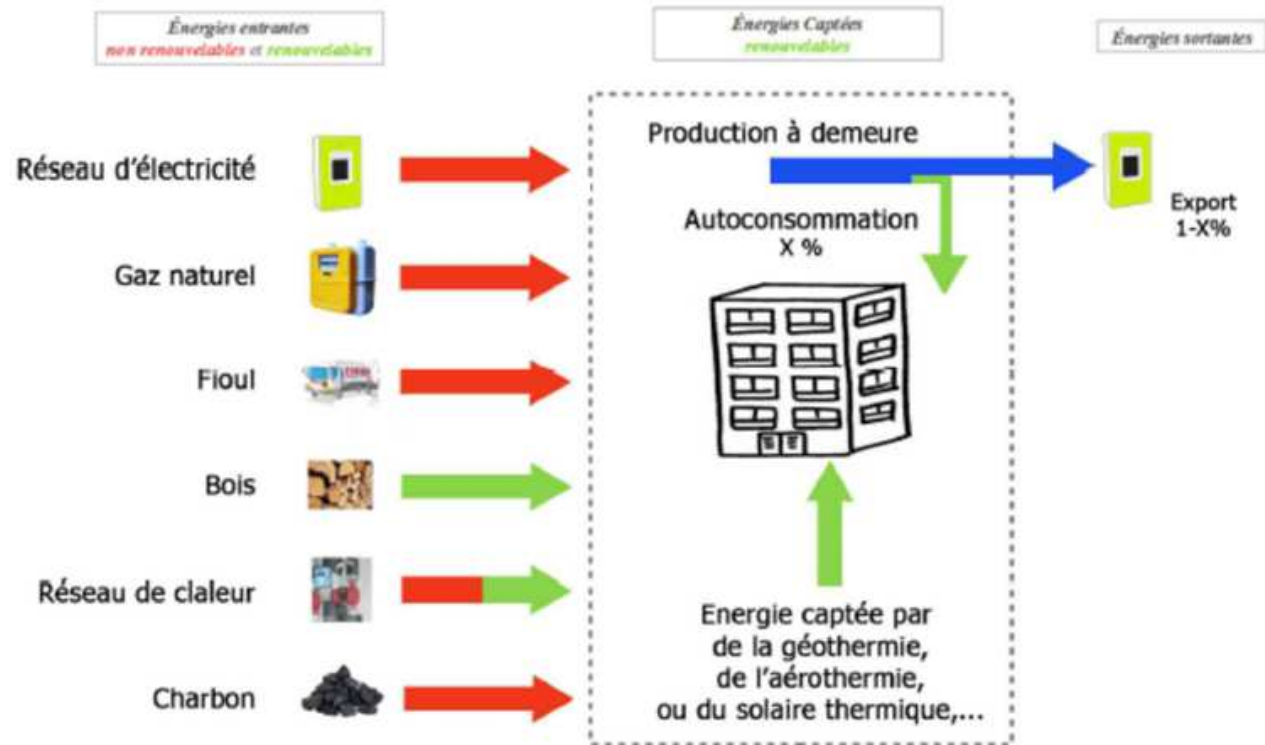 Énergies entrantes
non renouvelables et renouvelables
Énergies Captées
renouvelables
Énergies sortantes
Réseau d'électricité
Gaz naturel
Fioul
Bois
Réseau de claleur
Charbon
Production à demeure
Autoconsommation
X %
Export
1-X%
Energie captée par
de la géothermie,
de l'aérothermie,
ou du solaire thermique,...